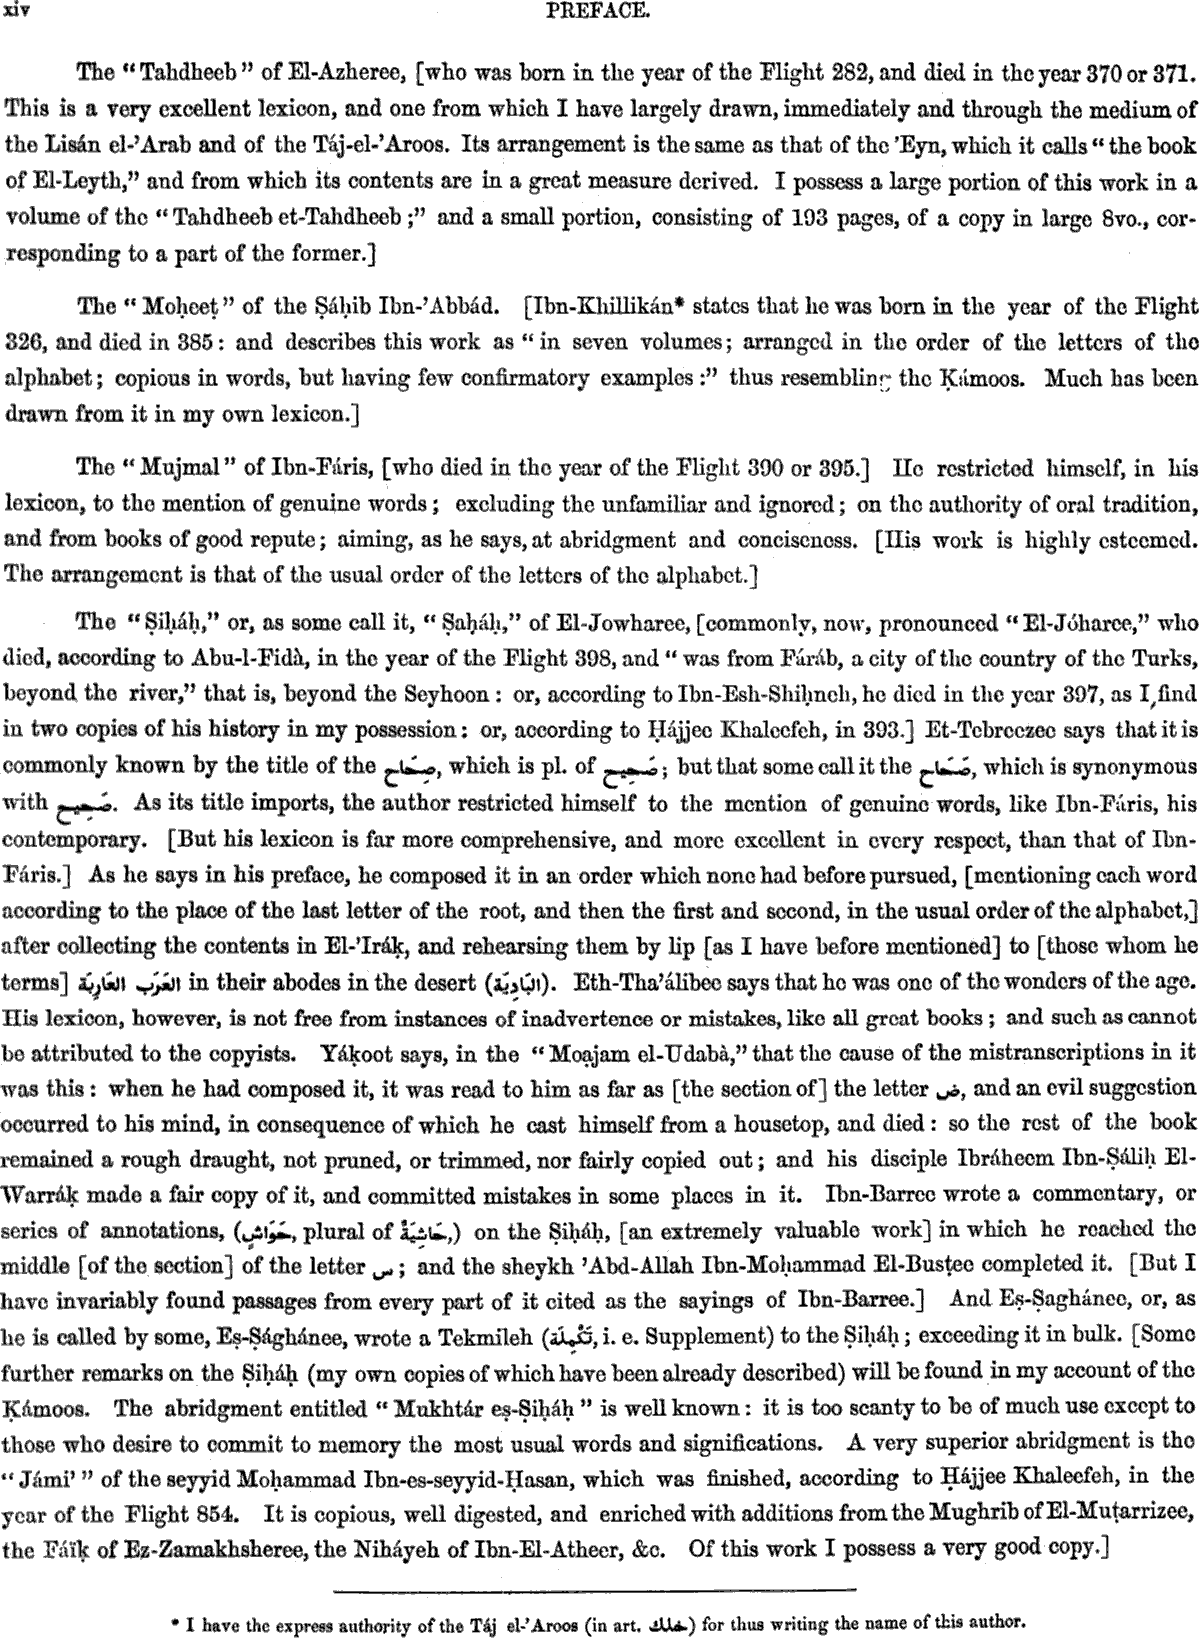 xiv PREFACE.
The “Tahdheeb” of El-Azheree, [who was born in the year of the Flight 282, and died in the year 370 or 371.
This is a very excellent lexicon, and one from which I have largely drawn, immediately and through the medium of
the Lisán el-’Arab and of the Táj-el-’Aroos. Its arrangement is the same as that of the ’Eyn, which it calls “the book
of El-Leyth,” and from which its contents are in a great measure derived. I possess a large portion of this work in a
volume of the “Tahdheeb et-Tahdheeb;” and a small portion, consisting of 193 pages, of a copy in large 8vo., cor-
responding to a part of the former.]
The “Moḥeeṭ” of the Ṣáḥib Ibn-’Abbád. [Ibn-Khillikán* states that he was born in the year of the Flight
326, and died in 385: and describes this work as “in seven volumes; arranged in the order of the letters of the
alphabet; copious in words, but having few confirmatory examples:” thus resembling the Ḳámoos. Much has been
drawn from it in my own lexicon.]
The “Mujmal” of Ibn-Fáris, [who died in the year of the Flight 390 or 395.] He restricted himself, in his
lexicon, to the mention of genuine words; excluding the unfamiliar and ignored; on the authority of oral tradition,
and from books of good repute; aiming, as he says, at abridgment and conciseness. [His work is highly esteemed.
The arrangement is that of the usual order of the letters of the alphabet.]
The “Ṣiḥáḥ,” or, as some call it, “Ṣaḥáḥ,” of El-Jowharee, [commonly, now, pronounced “El-Jóharee,” who
died, according to Abu-l-Fidà, in the year of the Flight 398, and “was from Fáráb, a city of the country of the Turks,
beyond the river,” that is, beyond the Seyhoon: or, according to Ibn-Esh-Shiḥneh, he died in the year 397, as I find
in two copies of his history in my possession: or, according to Ḥájjee Khaleefeh, in 393.] Et-Tebreezee says that it is
commonly known by the title of the صِحَاح, which is pl. of صَحِيح; but that some call it the صَحَاح, which is synonymous
with صَحِيح. As its title imports, the author restricted himself to the mention of genuine words, like Ibn-Fáris, his
contemporary. [But his lexicon is far more comprehensive, and more excellent in every respect, than that of Ibn-
Fáris.] As he says in his preface, he composed it in an order which none had before pursued, [mentioning each word
according to the place of the last letter of the root, and then the first and second, in the usual order of the alphabet,]
after collecting the contents in El-’Iráḳ, and rehearsing them by lip [as I have before mentioned] to [those whom he
terms] العَرَب العَارِبَة in their abodes in the desert (البَادِيَة). Eth-Tha’álibee says that he was one of the wonders of the age.
His lexicon, however, is not free from instances of inadvertence or mistakes, like all great books; and such as cannot
be attributed to the copyists. Yáḳoot says, in the “Moạjam el-Udabà,” that the cause of the mistranscriptions in it
was this: when he had composed it, it was read to him as far as [the section of] the letter ض, and an evil suggestion
occurred to his mind, in consequence of which he cast himself from a housetop, and died: so the rest of the book
remained a rough draught, not pruned, or trimmed, nor fairly copied out; and his disciple Ibráheem Ibn-Ṣáliḥ El-
Warráḳ made a fair copy of it, and committed mistakes in some places in it. Ibn-Barree wrote a commentary, or
series of annotations, (حَوَاشٍ, plural of حَاشِيَةٌ,) on the Ṣiḥáḥ, [an extremely valuable work] in which he reached the
middle [of the section] of the letter س; and the sheykh ’Abd-Allah Ibn-Moḥammad El-Busṭee completed it. [But I
have invariably found passages from every part of it cited as the sayings of Ibn-Barree.] And Eṣ-Ṣaghánee, or, as
he is called by some, Eṣ-Ṣághánee, wrote a Tekmileh (تَكْمِلَة, i. e. Supplement) to the Ṣiḥáḥ; exceeding it in bulk. [Some
further remarks on the Ṣiḥáḥ (my own copies of which have been already described) will be found in my account of the
Ḳámoos. The abridgment entitled “Mukhtár eṣ-Ṣiḥáḥ” is well known: it is too scanty to be of much use except to
those who desire to commit to memory the most usual words and significations. A very superior abridgment is the
“Jámi’” of the seyyid Moḥammad Ibn-es-seyyid-Ḥasan, which was finished, according to Ḥájjee Khaleefeh, in the
year of the Flight 854. It is copious, well digested, and enriched with additions from the Mughrib of El-Muṭarrizee,
the Fáïḳ of Eẓ-Zamakhsheree, the Niháyeh of Ibn-El-Atheer, &c. Of this work I possess a very good copy.]
* I have the express authority of the Táj el-’Aroos (in art. خلك) for thus writing the name of this author.